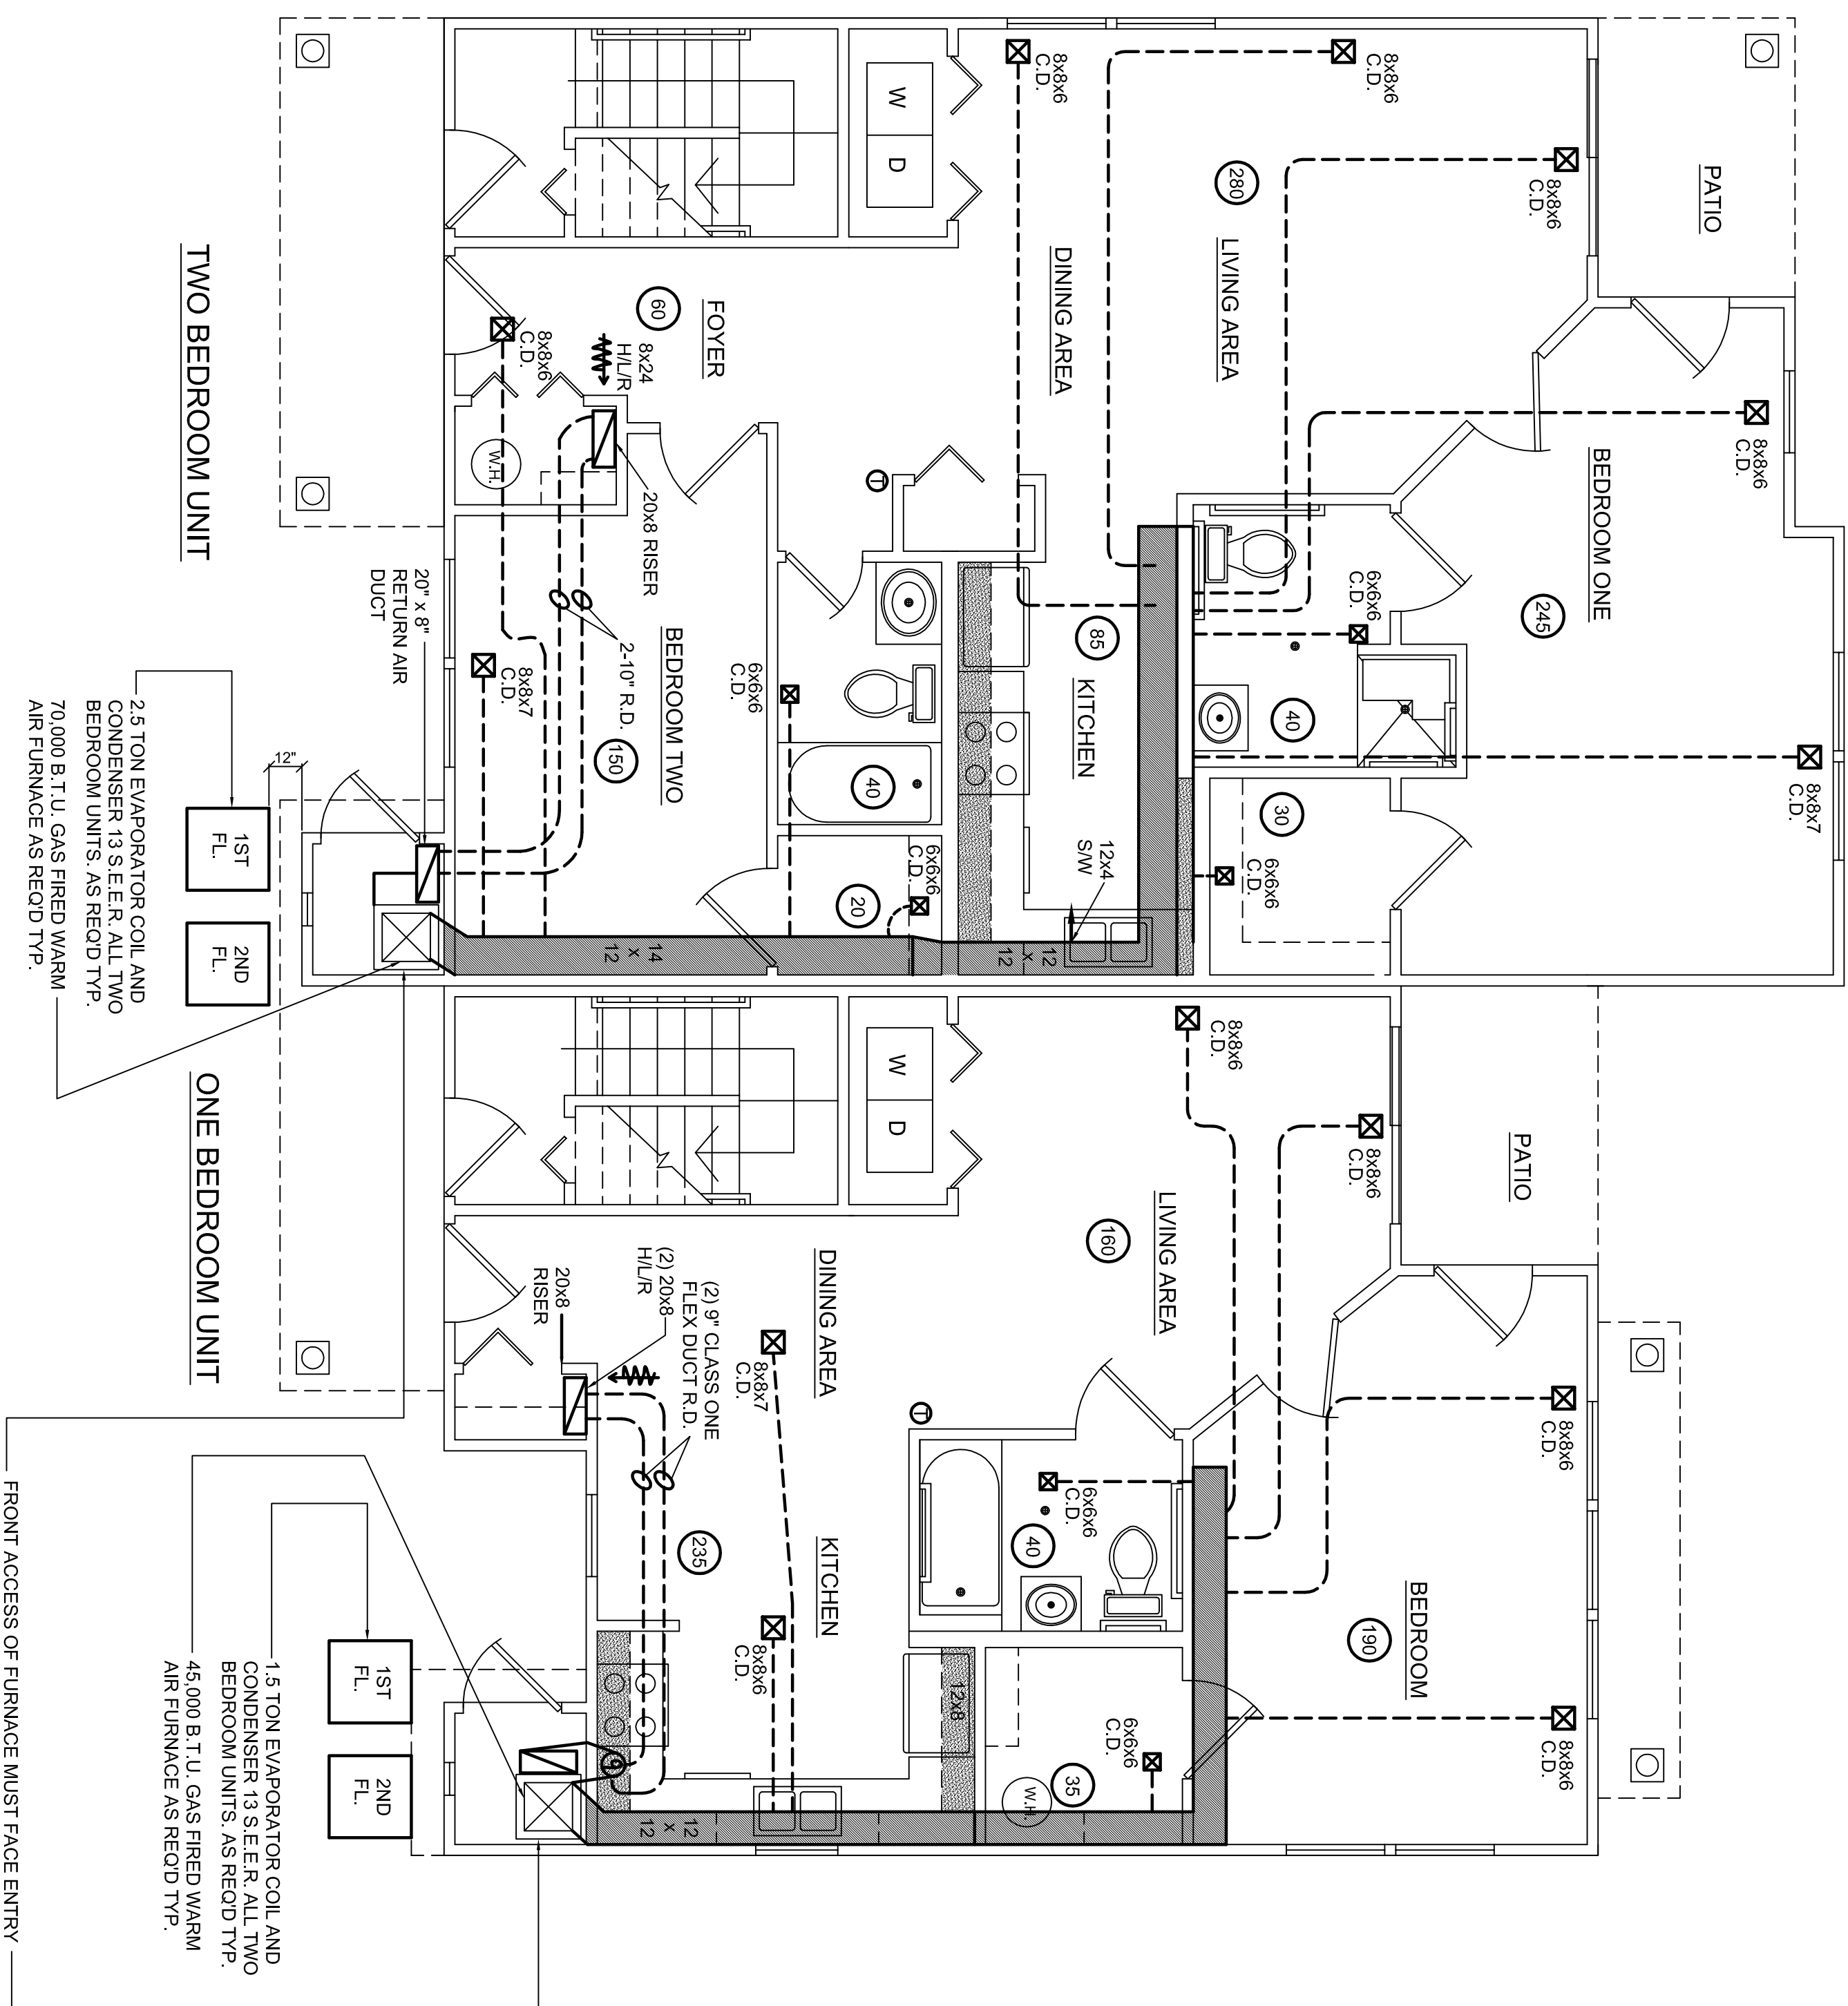 PATIO
8x8x6
C.D.
8x8x6
C.D.
8x8x6
C.D.
280
LIVING AREA
DINING AREA
8x8x6
C.D.
BEDROOM ONE
245
8x8x7
C.D.
6x6x6
C.D.
40
30
6x6x6
C.D.
W
D
85
KITCHEN
12x4
S/W
T
FOYER
60
8x24
H/L/R
8x8x6
C.D.
W.H.
20x8 RISER
2-10" R.D.
BEDROOM TWO
150
6x6x6
C.D.
40
6x6x6
C.D.
20
8x8x7
C.D.
12
x
12
14
x
12
20" x 8"
RETURN AIR
DUCT
TWO BEDROOM UNIT
12"
1ST
FL.
2ND
FL.
2.5 TON EVAPORATOR COIL AND
CONDENSER 13 S.E.E.R. ALL TWO
BEDROOM UNITS. AS REQ'D TYP.
70,000 B.T.U. GAS FIRED WARM
AIR FURNACE AS REQ'D TYP.
PATIO
8x8x6
C.D.
8x8x6
C.D.
LIVING AREA
160
8x8x6
C.D.
8x8x6
C.D.
BEDROOM
190
6x6x6
C.D.
40
6x6x6
C.D.
35
W.H.
W
D
T
DINING AREA
KITCHEN
8x8x7
C.D.
8x8x6
C.D.
12x8
(2) 9" CLASS ONE
FLEX DUCT R.D.
(2) 20x8
H/L/R
20x8
RISER
235
12
x
12
ONE BEDROOM UNIT
1ST
FL.
2ND
FL.
1.5 TON EVAPORATOR COIL AND
CONDENSER 13 S.E.E.R. ALL TWO
BEDROOM UNITS. AS REQ'D TYP.
45,000 B.T.U. GAS FIRED WARM
AIR FURNACE AS REQ'D TYP.
FRONT ACCESS OF FURNACE MUST FACE ENTRY